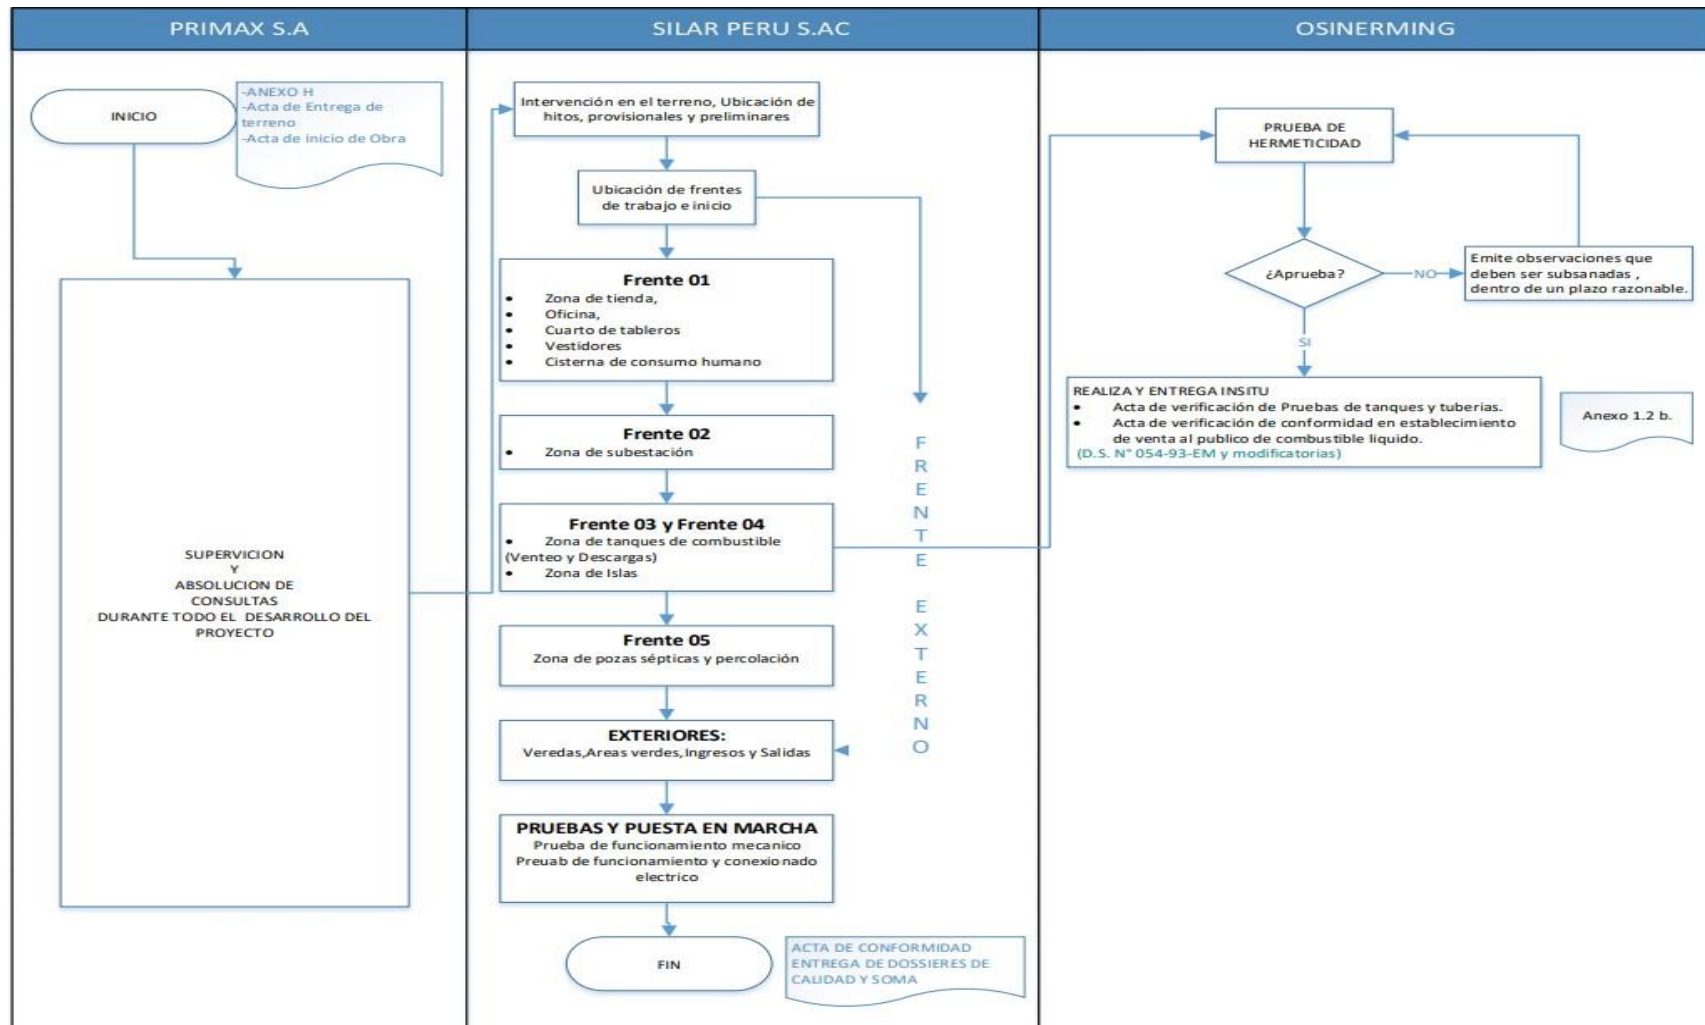 PRIMAX S.A
SILAR PERU S.AC
OSINERMING
INICIO
-ANEXO H
-Acta de Entrega de
terreno
-Acta de inicio de Obra
SUPERVICION
Y
ABSOLUCION DE
CONSULTAS
DURANTE TODO EL DESARROLLO DEL
PROYECTO
Intervención en el terreno, Ubicación de
hitos, provisionales y preliminares
Ubicación de frentes
de trabajo e inicio
Frente 01
• Zona de tienda,
• Oficina,
• Cuarto de tableros
• Vestidores
• Cisterna de consumo humano
Frente 02
• Zona de subestación
Frente 03 y Frente 04
• Zona de tanques de combustible
(Venteo y Descargas)
• Zona de Islas
Frente 05
Zona de pozas sépticas y percolación
EXTERIORES:
Veredas,Areas verdes,Ingresos y Salidas
PRUEBAS Y PUESTA EN MARCHA
Prueba de funcionamiento mecanico
Preuab de funcionamiento y conexionado
electrico
FIN
ACTA DE CONFORMIDAD
ENTREGA DE DOSSIERES DE
CALIDAD Y SOMA
FRENTE EXTERNO
PRUEBA DE
HERMETICIDAD
¿Aprueba?
NO
Emite observaciones que
deben ser subsanadas ,
dentro de un plazo razonable.
SI
REALIZA Y ENTREGA INSITU
• Acta de verificación de Pruebas de tanques y tuberías.
• Acta de verificación de conformidad en establecimiento
de venta al publico de combustible liquido.
(D.S. N° 054-93-EM y modificatorias)
Anexo 1.2 b.